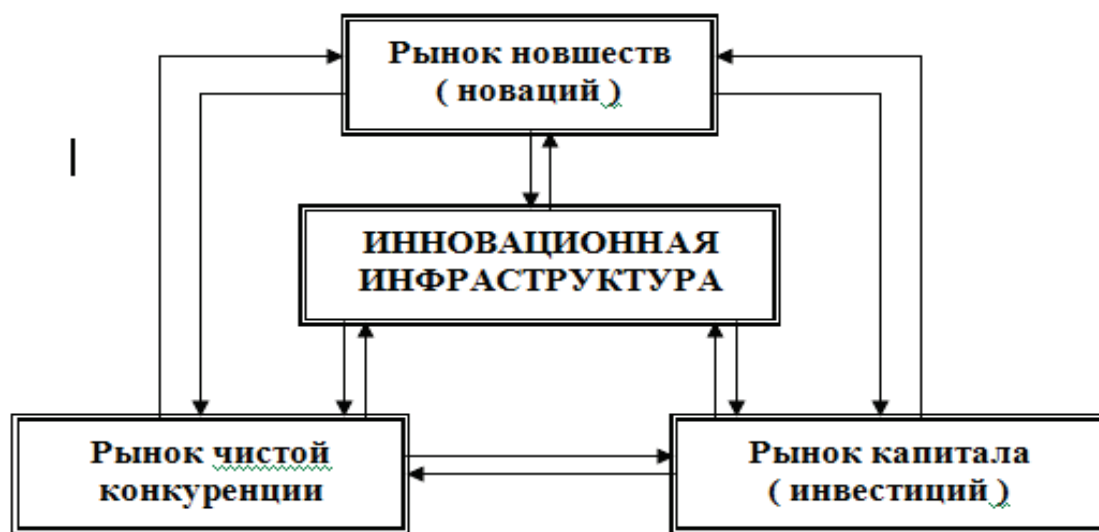 Рынок новшеств
( новаций )
ИННОВАЦИОННАЯ
ИНФРАСТРУКТУРА
Рынок чистой
конкуренции
Рынок капитала
( инвестиций )